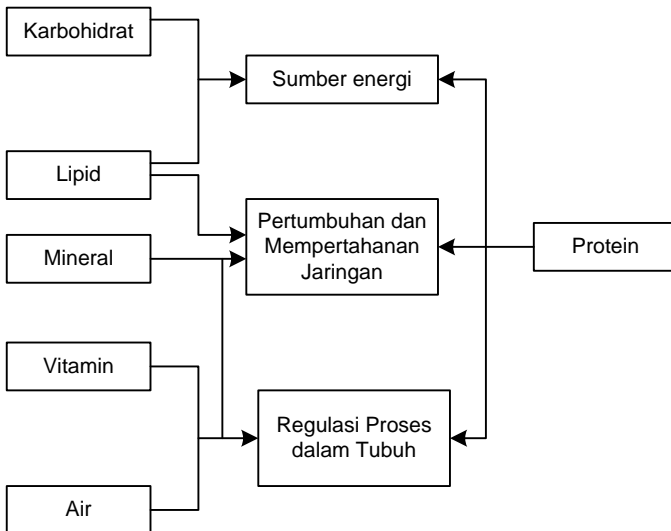 Karbohidrat
Sumber energi
Lipid
Pertumbuhan dan
Mempertahanan
Jaringan
Protein
Mineral
Vitamin
Regulasi Proses
dalam Tubuh
Air